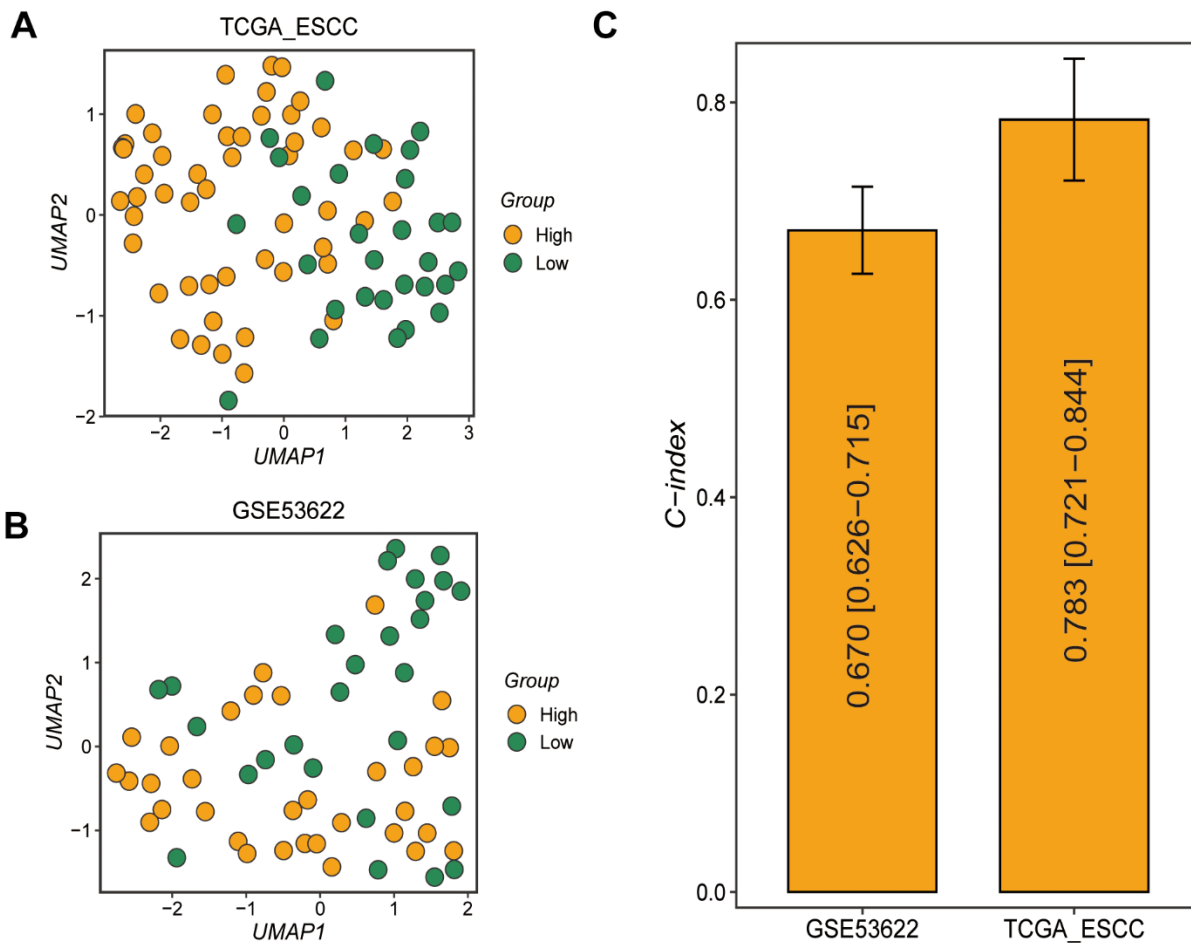 A
TCGA_ESCC
UMAP2
1
0
−1
−2
−2
−1
0
1
2
3
UMAP1
Group
High
Low
B
GSE53622
UMAP2
2
1
0
−1
−2
−1
0
1
2
UMAP1
Group
High
Low
C
C−index
0.8
0.6
0.4
0.2
0.0
0.670 [0.626−0.715]
0.783 [0.721−0.844]
GSE53622
TCGA_ESCC